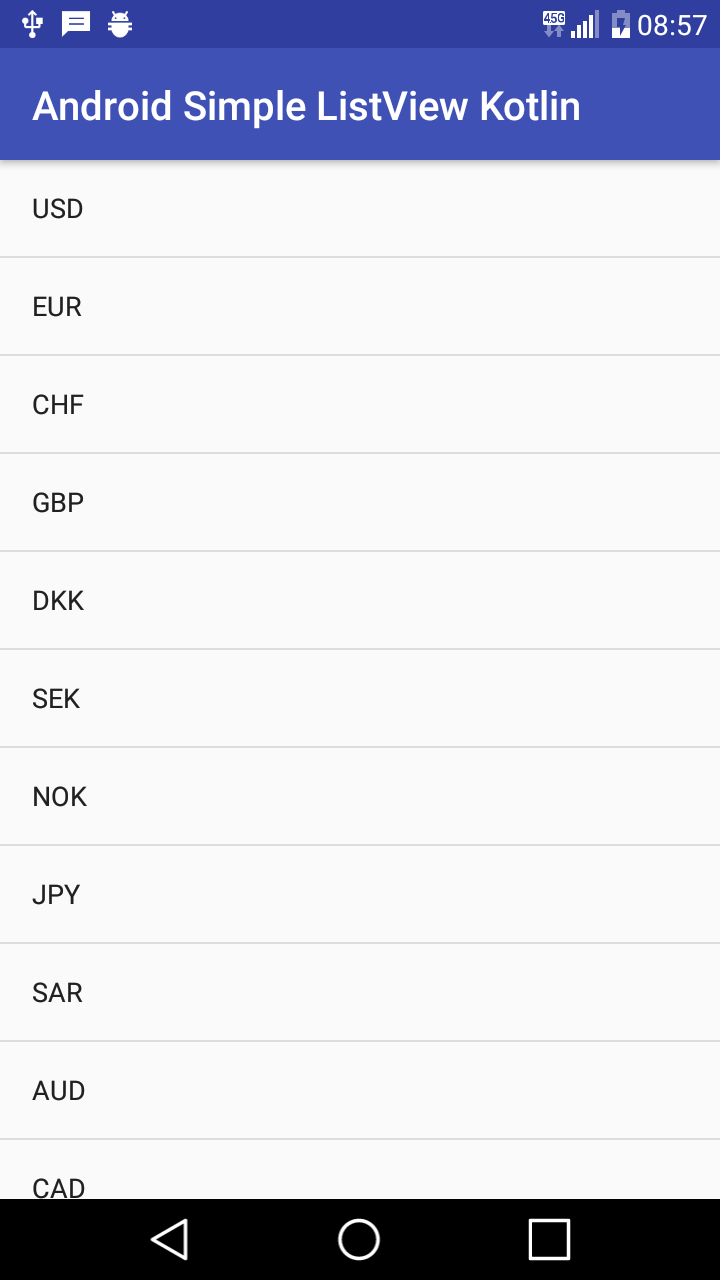 4.5G 08:57
Android Simple ListView Kotlin
USD
EUR
CHF
GBP
DKK
SEK
NOK
JPY
SAR
AUD
CAD